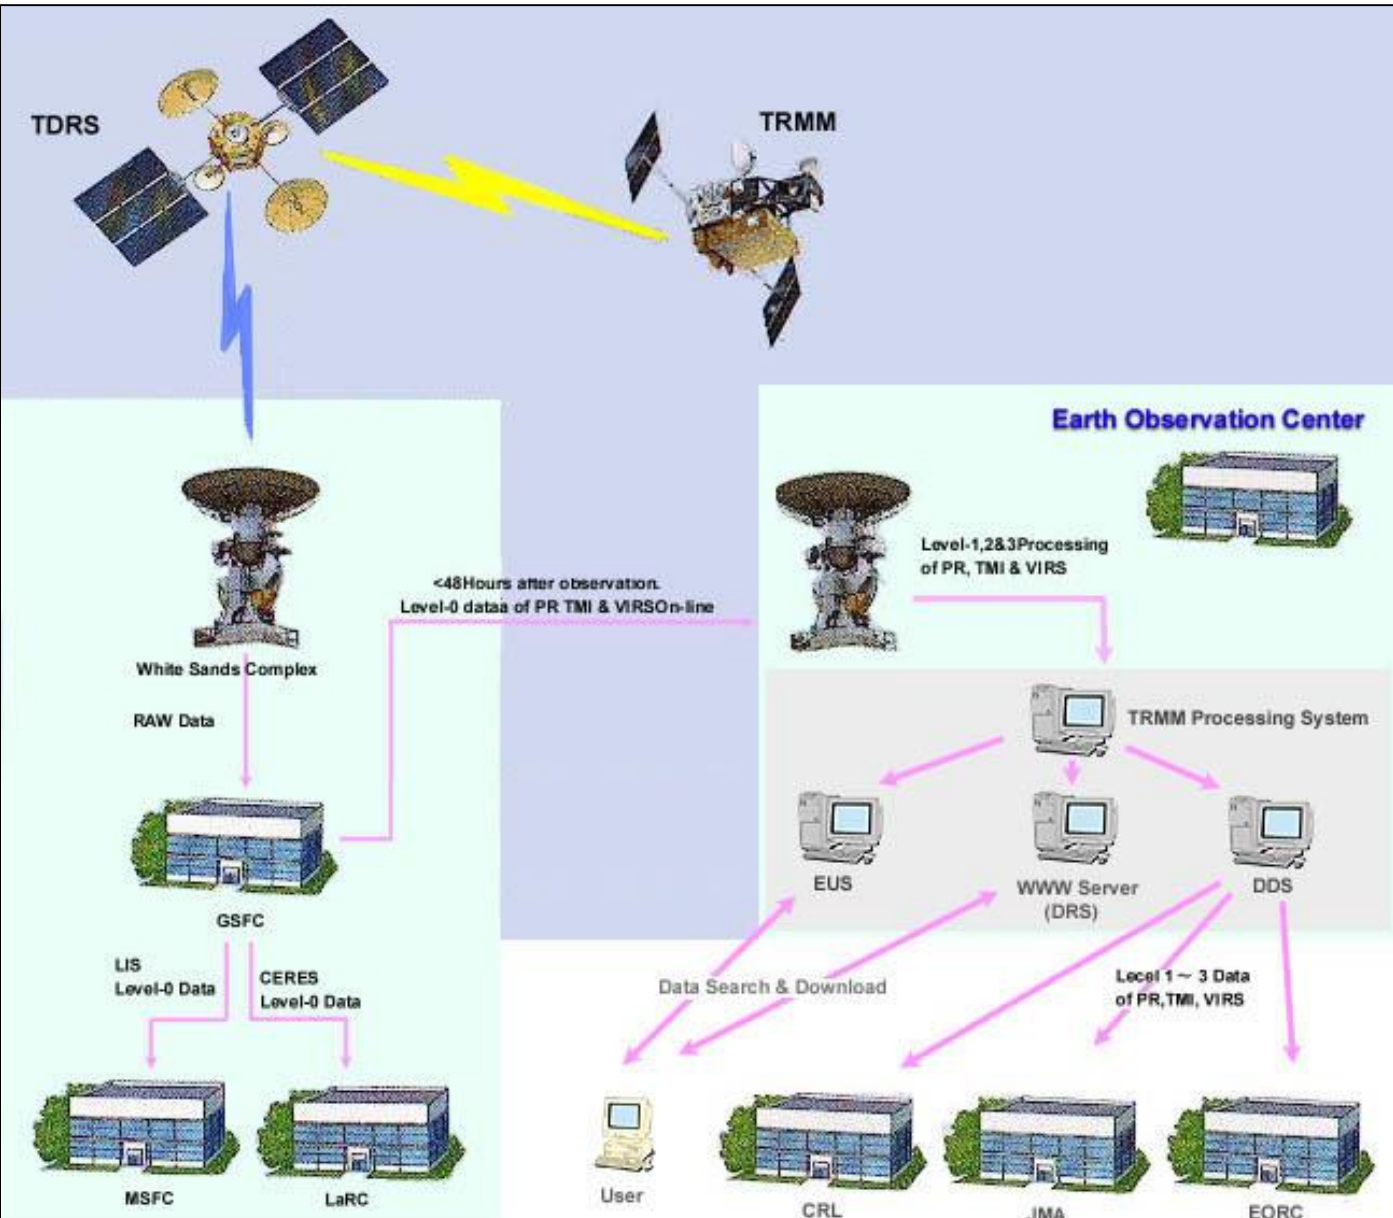 TDRS
TRMM
Earth Observation Center
Level-1,2&3Processing
of PR, TMI & VIRS
<48Hours after observation.
Level-0 dataa of PR TMI & VIRSOn-line
White Sands Complex
RAW Data
TRMM Processing System
EUS
WWW Server
(DRS)
DDS
GSFC
LIS
Level-0 Data
CERES
Level-0 Data
Data Search & Download
Lecel 1 ~ 3 Data
of PR,TMI, VIRS
MSFC
LaRC
User
CRL
JMA
EORC